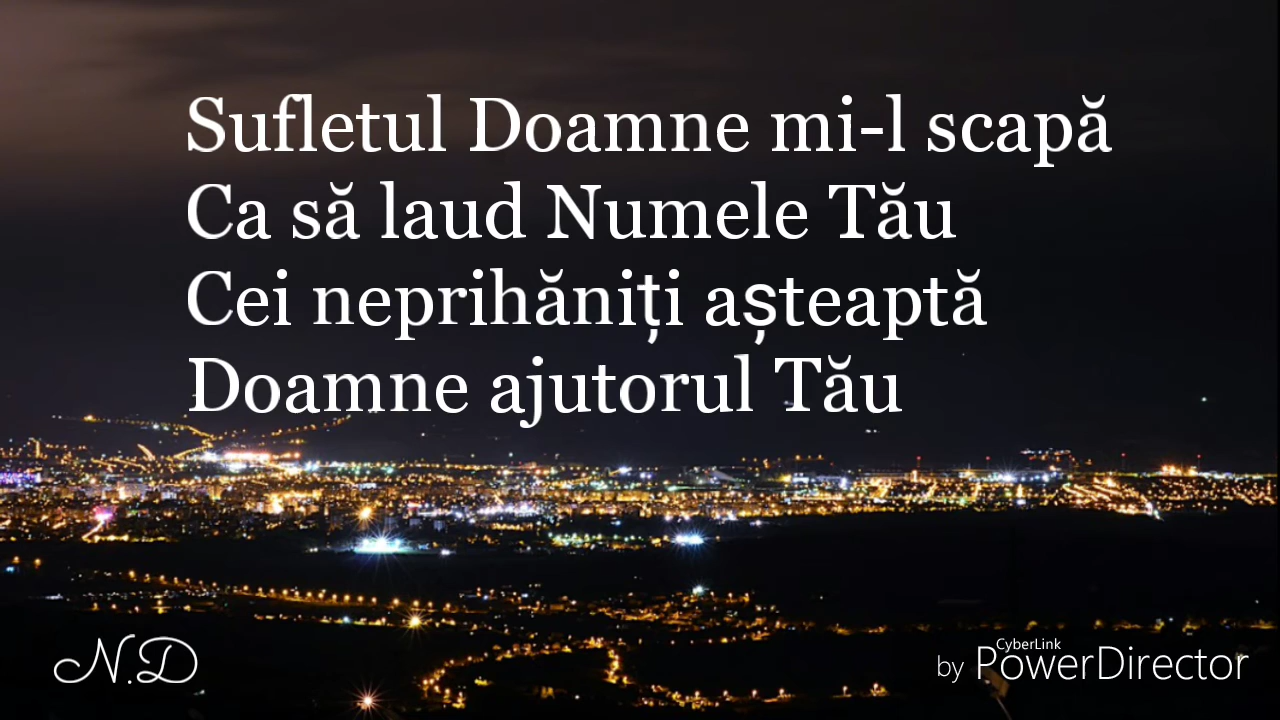 Sufletul Doamne mi-l scapă
Ca să laud Numele Tău
Cei neprihăniți așteaptă
Doamne ajutorul Tău
N.D
CyberLink
by PowerDirector